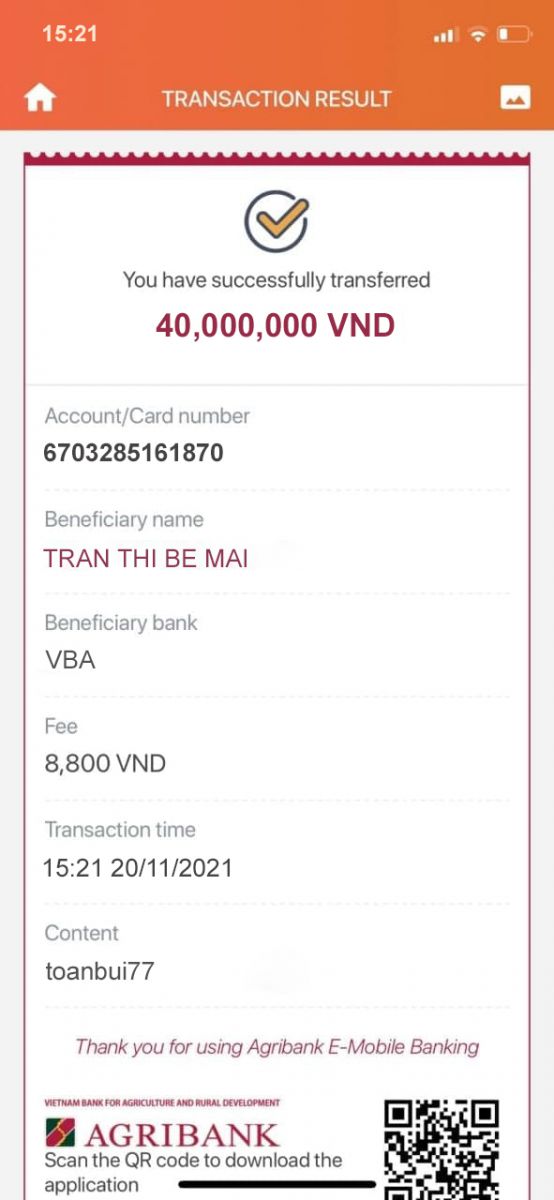 15:21
TRANSACTION RESULT
You have successfully transferred
40,000,000 VND
Account/Card number
6703285161870
Beneficiary name
TRAN THI BE MAI
Beneficiary bank
VBA
Fee
8,800 VND
Transaction time
15:21 20/11/2021
Content
toanbui77
Thank you for using Agribank E-Mobile Banking
VIETNAM BANK FOR AGRICULTURE AND RURAL DEVELOPMENT
AGRIBANK
Scan the QR code to download the
application